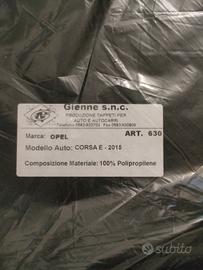 Gienne s.n.c.
PRODUZIONE TAPPETI PER
AUTO E AUTOCARRI
Marca: OPEL
ART. 630
Modello Auto: CORSA E - 2015
Composizione Materiale: 100% Polipropilene
subito